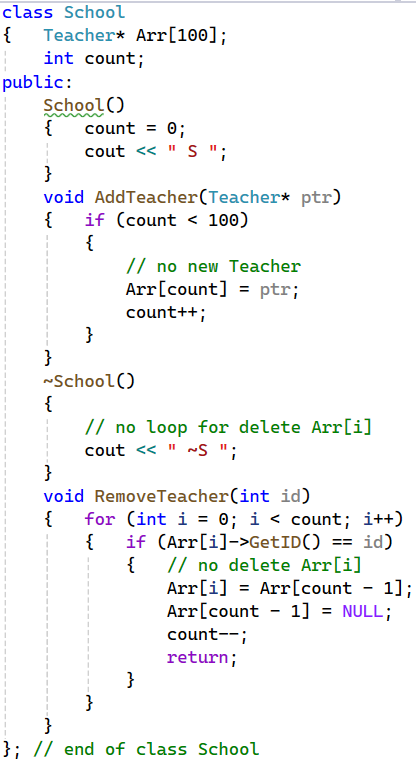 class School
{   Teacher* Arr[100];
    int count;
public:
    School()
    {   count = 0;
        cout << " S ";
    }
    void AddTeacher(Teacher* ptr)
    {   if (count < 100)
        {
            // no new Teacher
            Arr[count] = ptr;
            count++;
        }
    }
    ~School()
    {
        // no loop for delete Arr[i]
        cout << " ~S ";
    }
    void RemoveTeacher(int id)
    {   for (int i = 0; i < count; i++)
        {   if (Arr[i]->GetID() == id)
            {   // no delete Arr[i]
                Arr[i] = Arr[count - 1];
                Arr[count - 1] = NULL;
                count--;
                return;
            }
        }
    }
}; // end of class School